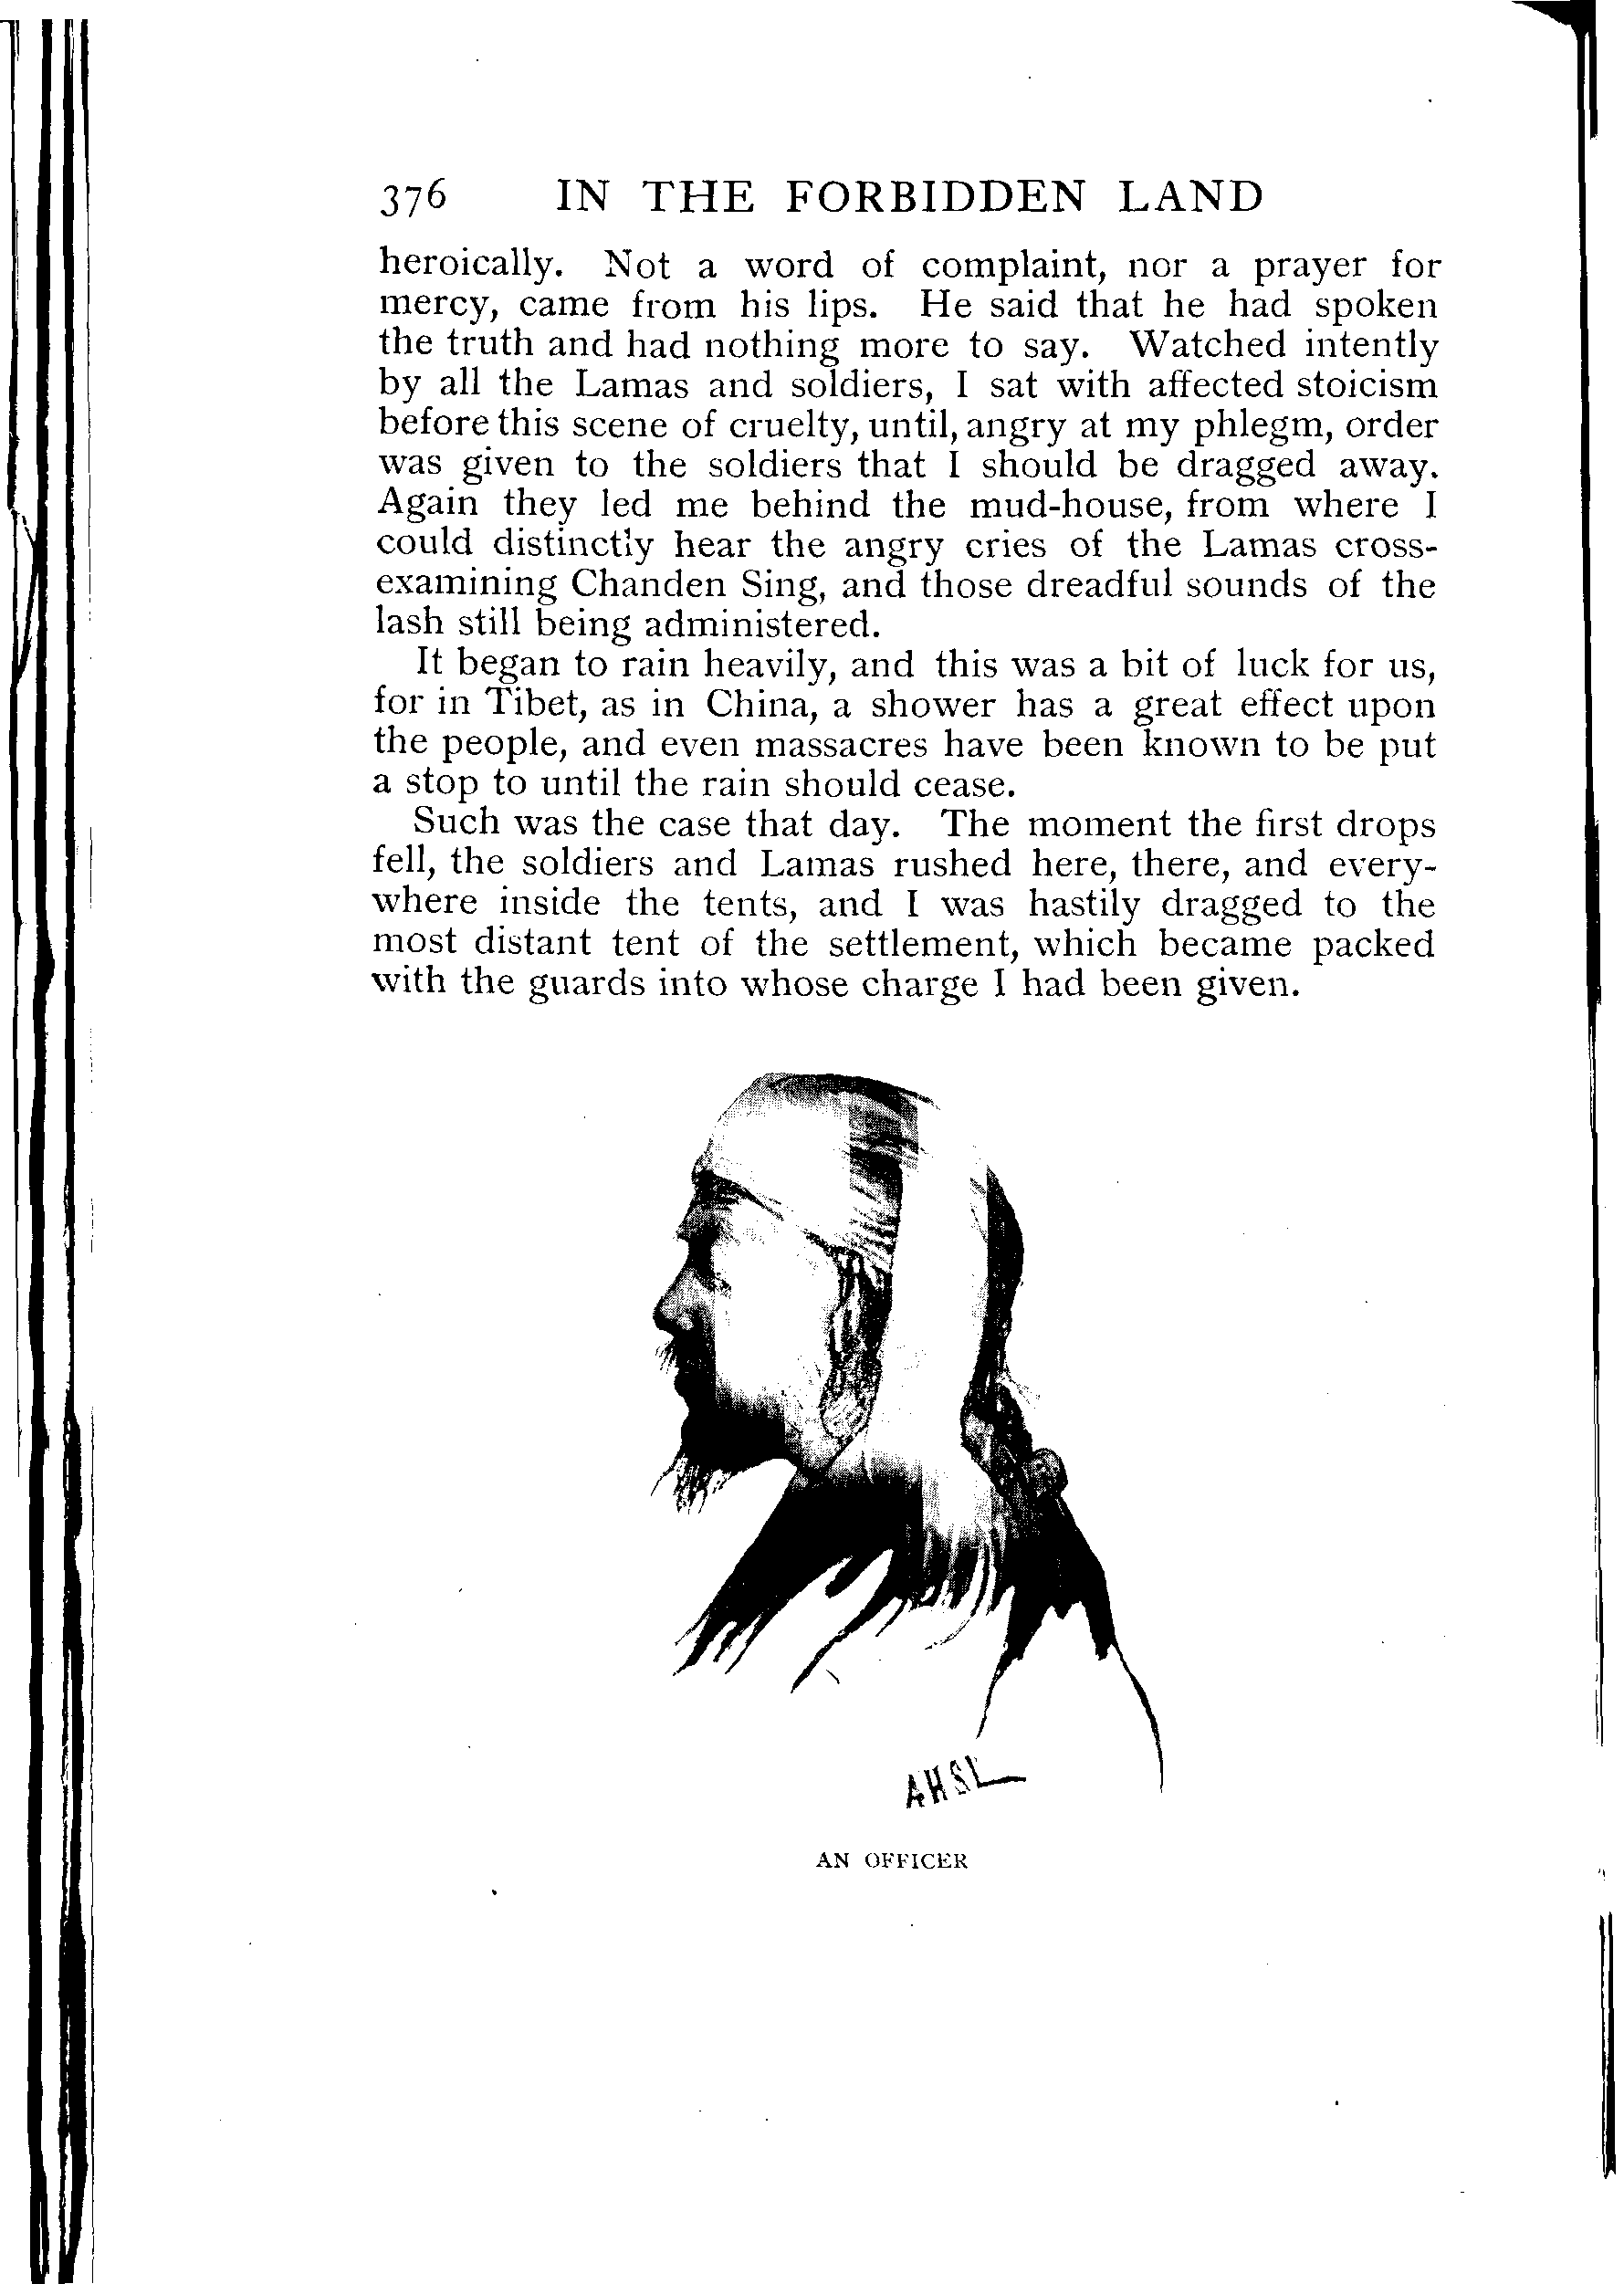 376 IN THE FORBIDDEN LAND
heroically. Not a word of complaint, nor a prayer for
mercy, came from his lips. He said that he had spoken
the truth and had nothing more to say. Watched intently
by all the Lamas and soldiers, I sat with affected stoicism
before this scene of cruelty, until, angry at my phlegm, order
was given to the soldiers that I should be dragged away.
Again they led me behind the mud-house, from where I
could distinctly hear the angry cries of the Lamas cross-
examining Chanden Sing, and those dreadful sounds of the
lash still being administered.
It began to rain heavily, and this was a bit of luck for us,
for in Tibet, as in China, a shower has a great effect upon
the people, and even massacres have been known to be put
a stop to until the rain should cease.
Such was the case that day. The moment the first drops
fell, the soldiers and Lamas rushed here, there, and every-
where inside the tents, and I was hastily dragged to the
most distant tent of the settlement, which became packed
with the guards into whose charge I had been given.
AHSL
AN OFFICER